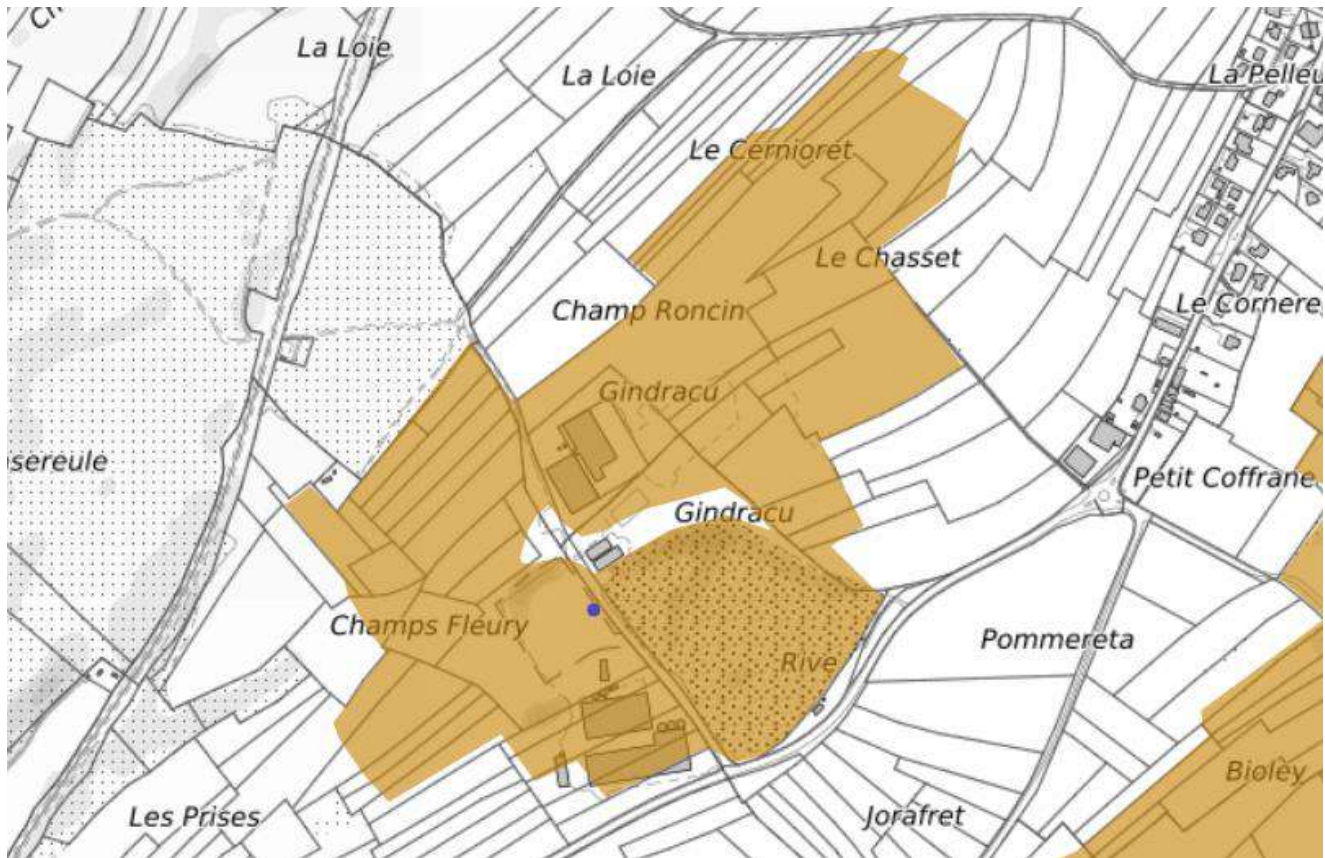 La Loie
La Loie
La Pelleu
Le Cernioret
Le Chasset
Le Cornere
Champ Roncin
Gindracu
sereule
Petit Coffrane
Gindracu
Champs Fleury
Pommereta
Rive
Biolèy
Les Prises
Jorafret